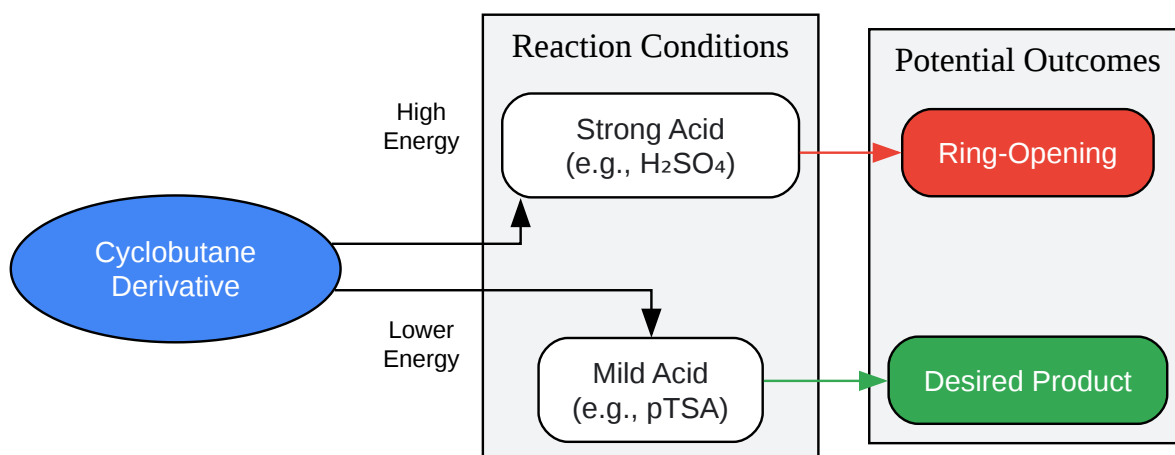 Reaction Conditions
Potential Outcomes
High
Energy
Strong Acid
(e.g., H₂SO₄)
Ring-Opening
Cyclobutane
Derivative
Lower
Energy
Mild Acid
(e.g., pTSA)
Desired Product